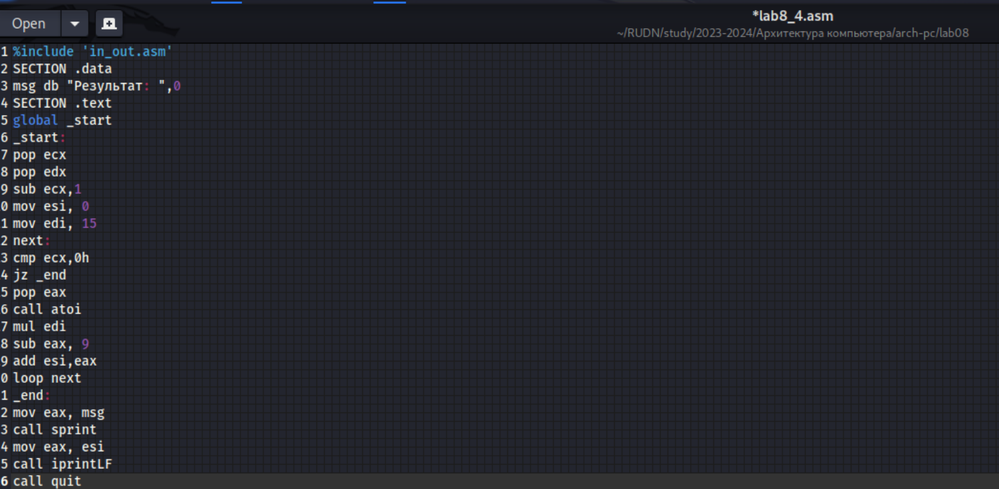 Open
*lab8_4.asm
~/RUDN/study/2023-2024/Архитектура компьютера/arch-pc/lab08
1 %include 'in_out.asm'
2 SECTION .data
3 msg db "Результат: ",0
4 SECTION .text
5 global _start
6 _start:
7 pop ecx
8 pop edx
9 sub ecx,1
0 mov esi, 0
1 mov edi, 15
2 next:
3 cmp ecx,0h
4 jz _end
5 pop eax
6 call atoi
7 mul edi
8 sub eax, 9
9 add esi,eax
0 loop next
1 _end:
2 mov eax, msg
3 call sprint
4 mov eax, esi
5 call iprintLF
6 call quit